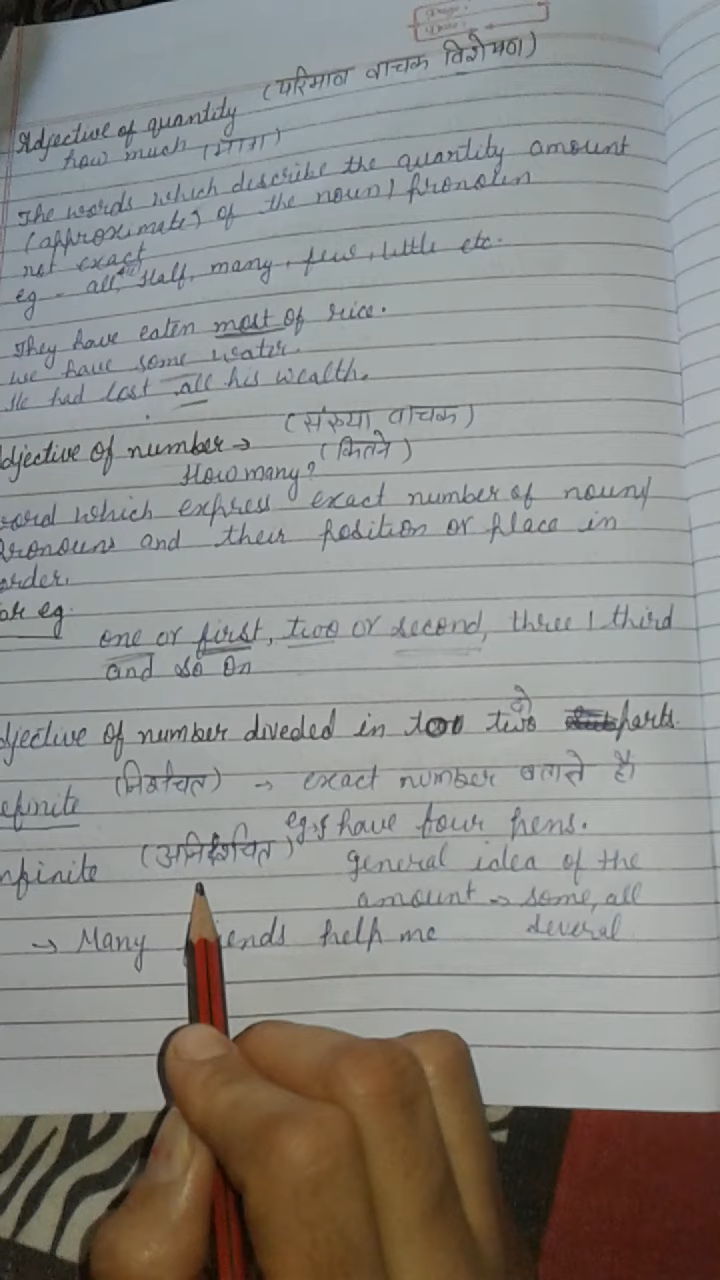 Adjective of quantity (परिमान वाचक विशेषण)
how much (मात्रा)
The words which describe the quantity amount
(approximate) of the noun / pronoun
not exact
eg - all, Half, many, few, little etc.
They have eaten most of rice.
we have some water.
He had lost all his wealth.
djective of number → (संख्या वाचक)
How many? (कितने)
word which express exact number of noun/
pronouns and their position or place in
order.
or eg.
one or first, two or second, three / third
and so on
djective of number diveded in too two parts.
दो
efinite (निश्चित) → exact number बताते है।
eg. I have four pens.
nfinite (अनिश्चित) general idea of the
amount → some, all
→ Many iends help me several